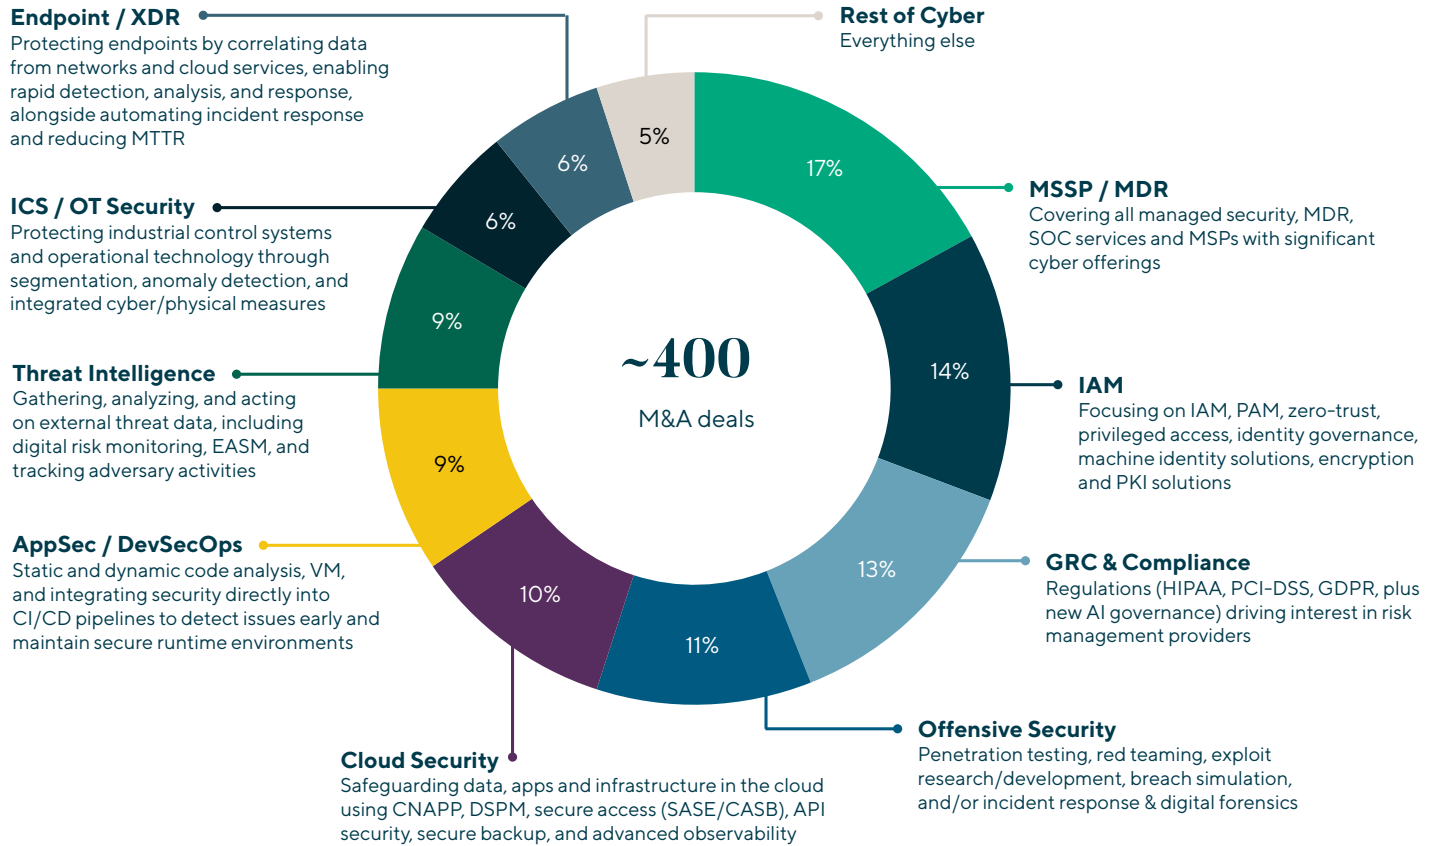 Endpoint / XDR
Protecting endpoints by correlating data
from networks and cloud services, enabling
rapid detection, analysis, and response,
alongside automating incident response
and reducing MTTR
Rest of Cyber
Everything else
5%
6%
17%
MSSP / MDR
Covering all managed security, MDR,
SOC services and MSPs with significant
cyber offerings
ICS / OT Security
Protecting industrial control systems
and operational technology through
segmentation, anomaly detection, and
integrated cyber/physical measures
6%
9%
~400
M&A deals
14%
IAM
Focusing on IAM, PAM, zero-trust,
privileged access, identity governance,
machine identity solutions, encryption
and PKI solutions
Threat Intelligence
Gathering, analyzing, and acting
on external threat data, including
digital risk monitoring, EASM, and
tracking adversary activities
9%
AppSec / DevSecOps
Static and dynamic code analysis, VM,
and integrating security directly into
CI/CD pipelines to detect issues early and
maintain secure runtime environments
10%
11%
13%
GRC & Compliance
Regulations (HIPAA, PCI-DSS, GDPR, plus
new AI governance) driving interest in risk
management providers
Cloud Security
Safeguarding data, apps and infrastructure in the cloud
using CNAPP, DSPM, secure access (SASE/CASB), API
security, secure backup, and advanced observability
Offensive Security
Penetration testing, red teaming, exploit
research/development, breach simulation,
and/or incident response & digital forensics